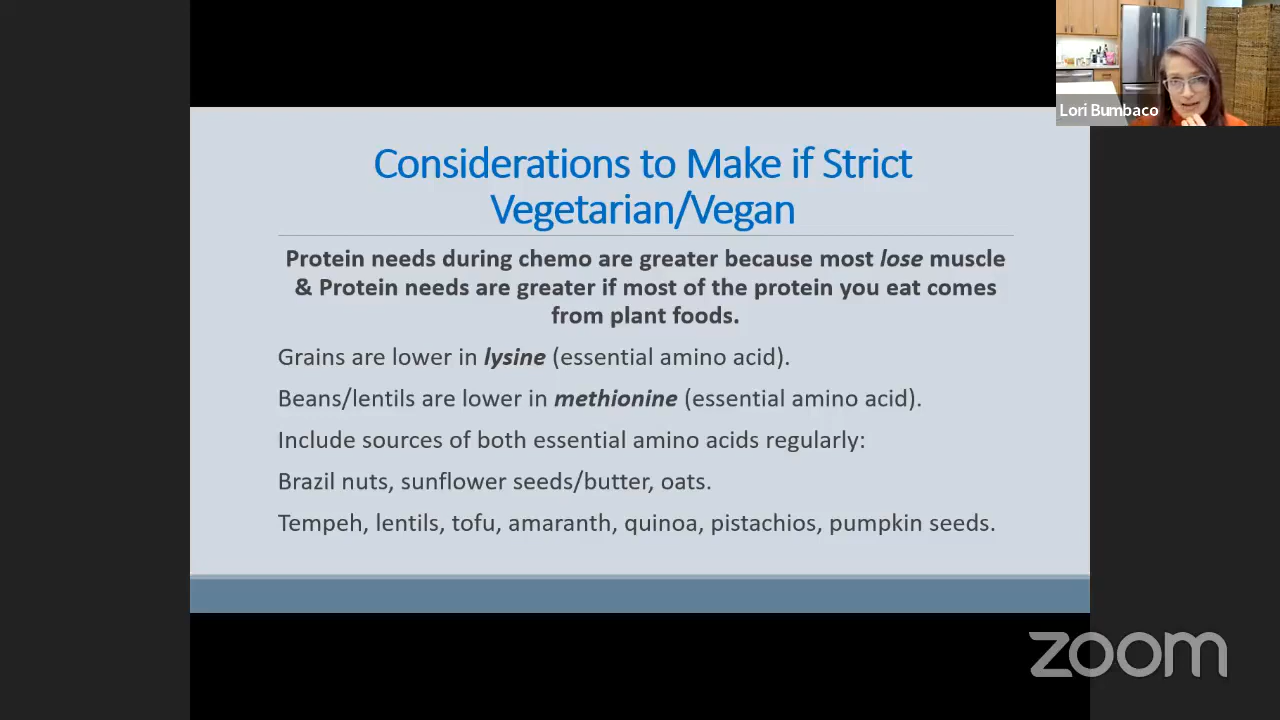 Lori Bumbaco
Considerations to Make if Strict
Vegetarian/Vegan
Protein needs during chemo are greater because most lose muscle
& Protein needs are greater if most of the protein you eat comes
from plant foods.
Grains are lower in lysine (essential amino acid).
Beans/lentils are lower in methionine (essential amino acid).
Include sources of both essential amino acids regularly:
Brazil nuts, sunflower seeds/butter, oats.
Tempeh, lentils, tofu, amaranth, quinoa, pistachios, pumpkin seeds.
zoom